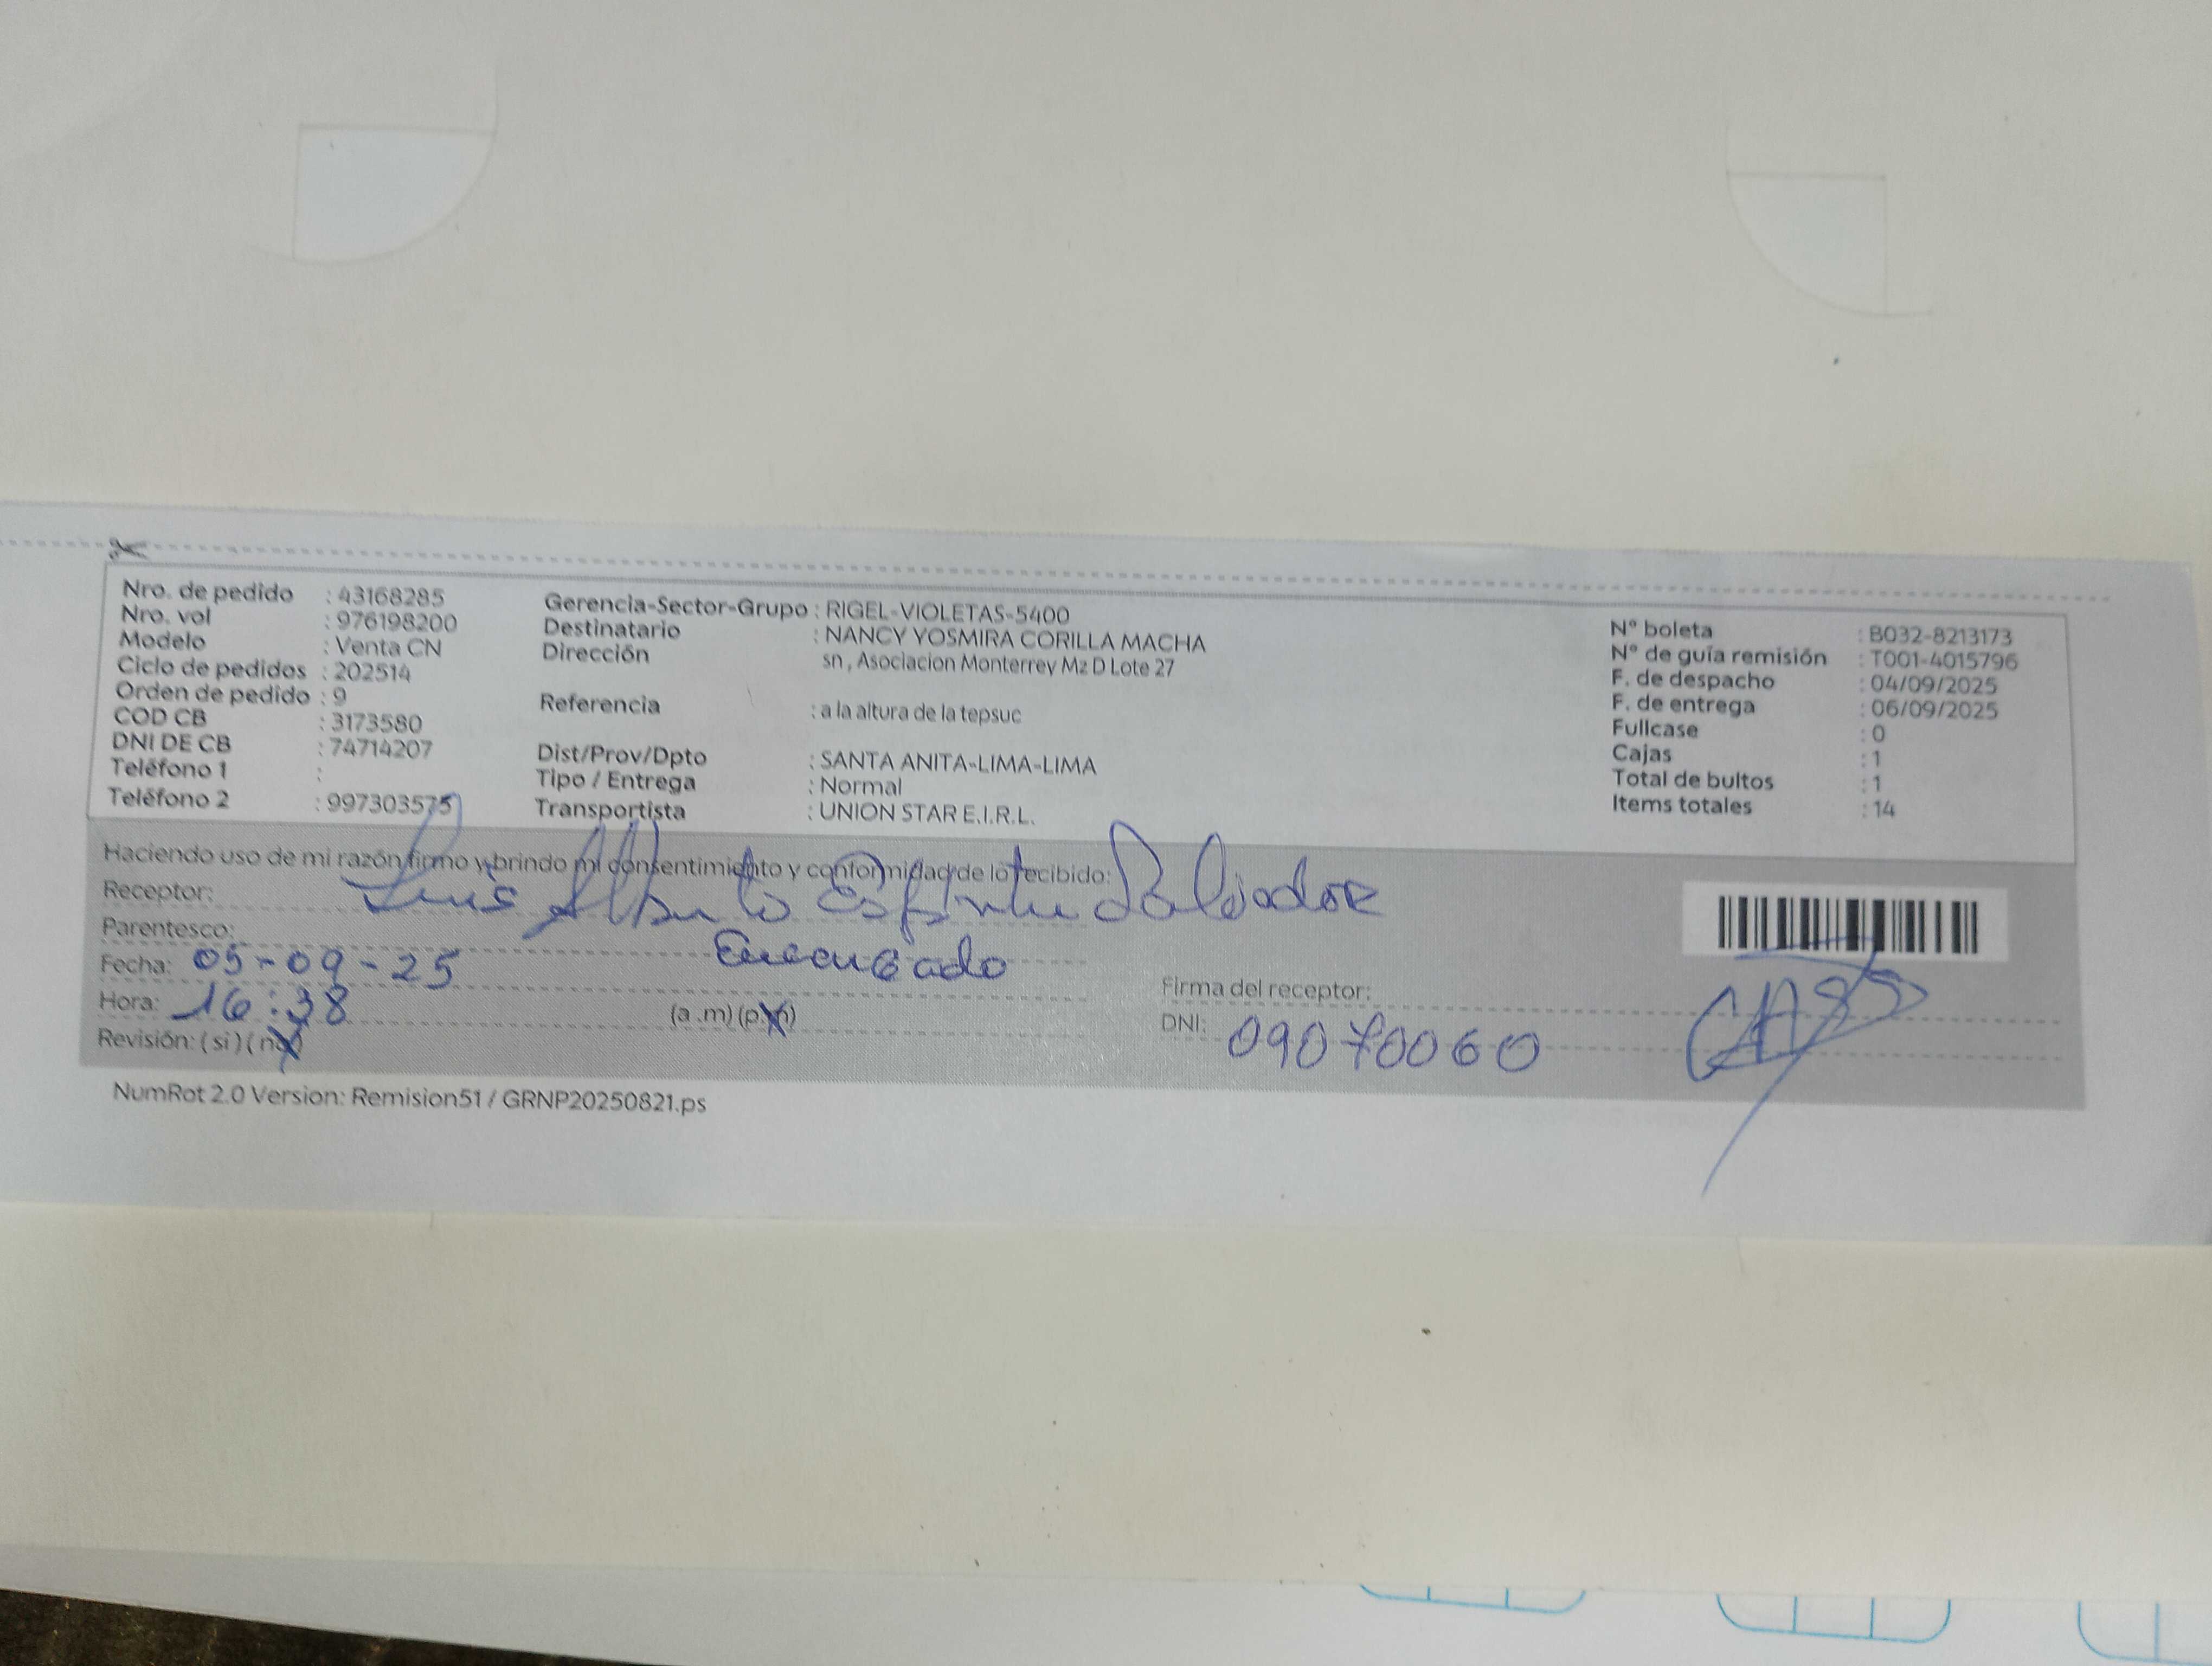 Nro. de pedido : 43168285
Nro. vol : 976198200
Modelo : Venta CN
Ciclo de pedidos : 202514
Orden de pedido : 9
COD CB : 3173580
DNI DE CB : 74714207
Teléfono 1 :
Teléfono 2 : 997303575
Gerencia-Sector-Grupo : RIGEL-VIOLETAS-5400
Destinatario : NANCY YOSMIRA CORILLA MACHA
Dirección sn , Asociacion Monterrey Mz D Lote 27
Referencia : a la altura de la tepsuc
Dist/Prov/Dpto : SANTA ANITA-LIMA-LIMA
Tipo / Entrega : Normal
Transportista : UNION STAR E.I.R.L.
N° boleta : B032-8213173
N° de guía remisión : T001-4015796
F. de despacho : 04/09/2025
F. de entrega : 06/09/2025
Fullcase : 0
Cajas : 1
Total de bultos : 1
Items totales : 14
Haciendo uso de mi razón firmo y brindo mi consentimiento y conformidad de lo recibido:
Receptor: Luis Alberto Espiritu Salvador
Parentesco: Encargado
Fecha: 05-09-25
Hora: 16:38 (a .m) (p.m)
Revisión: ( si ) ( no )
Firma del receptor:
DNI: 09070060
NumRot 2.0 Version: Remision51 / GRNP20250821.ps